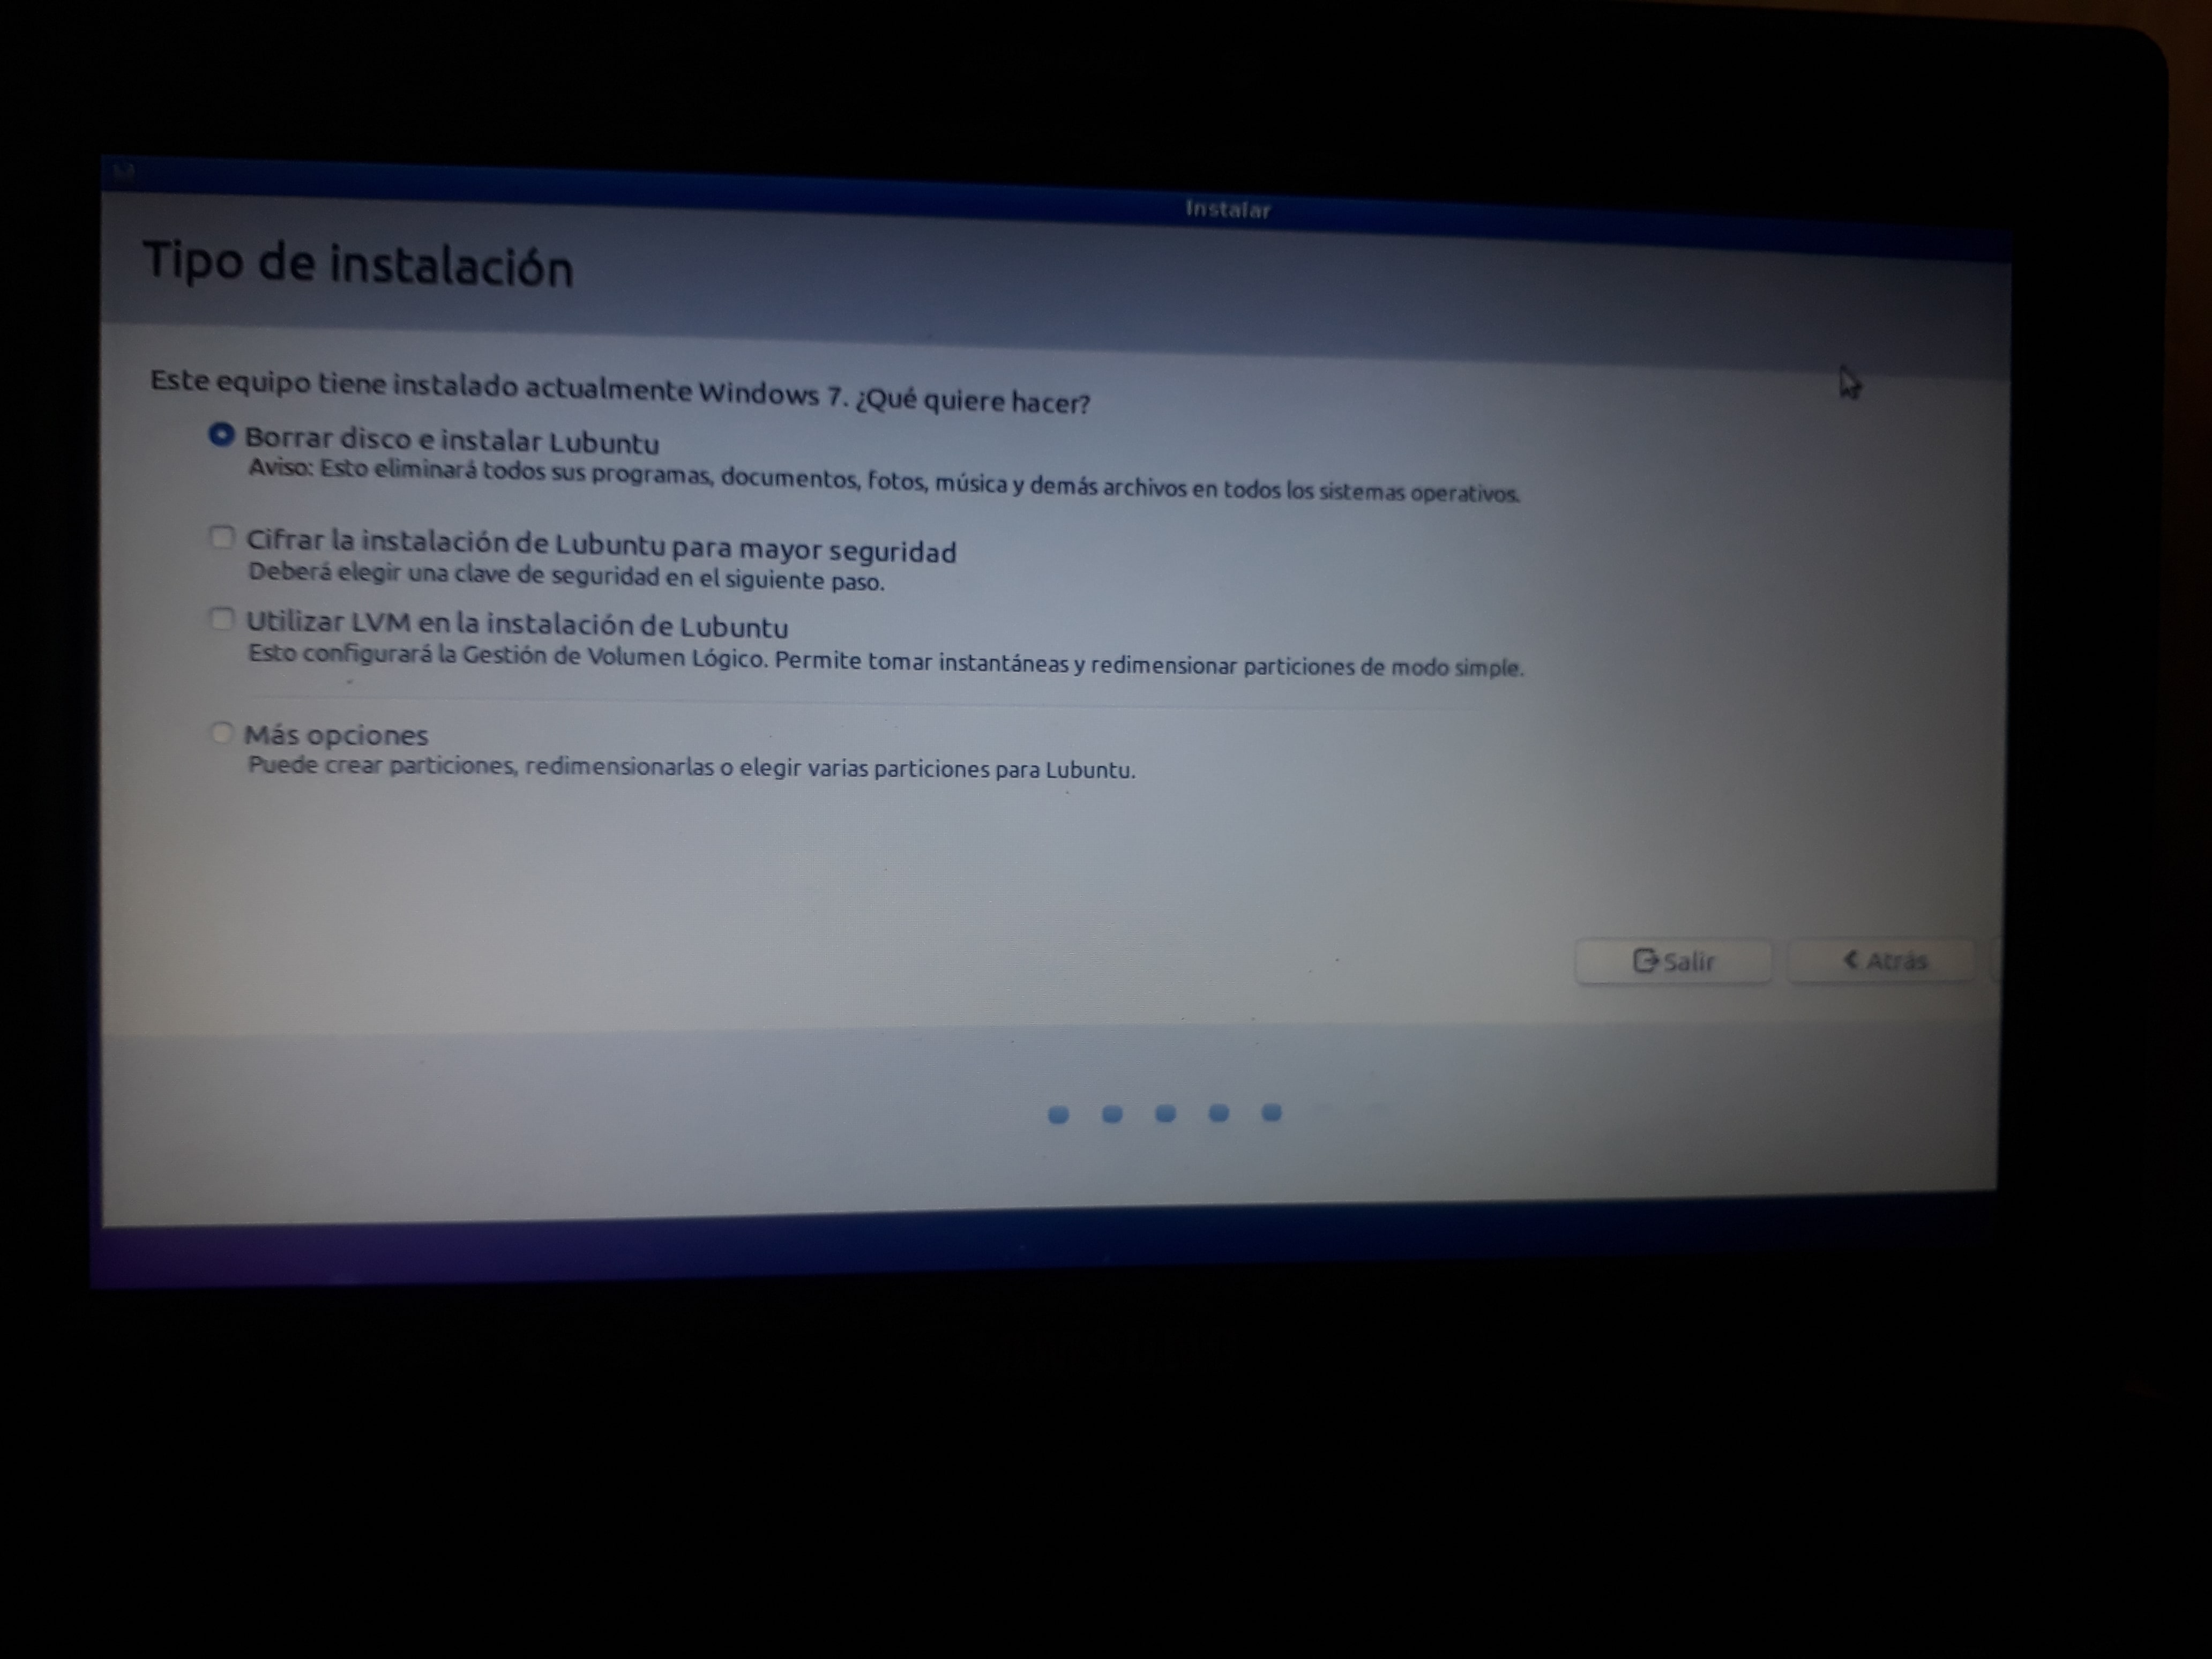 Instalar
Tipo de instalación
Este equipo tiene instalado actualmente Windows 7. ¿Qué quiere hacer?
Borrar disco e instalar Lubuntu
Aviso: Esto eliminará todos sus programas, documentos, fotos, música y demás archivos en todos los sistemas operativos.
Cifrar la instalación de Lubuntu para mayor seguridad
Deberá elegir una clave de seguridad en el siguiente paso.
Utilizar LVM en la instalación de Lubuntu
Esto configurará la Gestión de Volumen Lógico. Permite tomar instantáneas y redimensionar particiones de modo simple.
Más opciones
Puede crear particiones, redimensionarlas o elegir varias particiones para Lubuntu.
Salir
Atrás